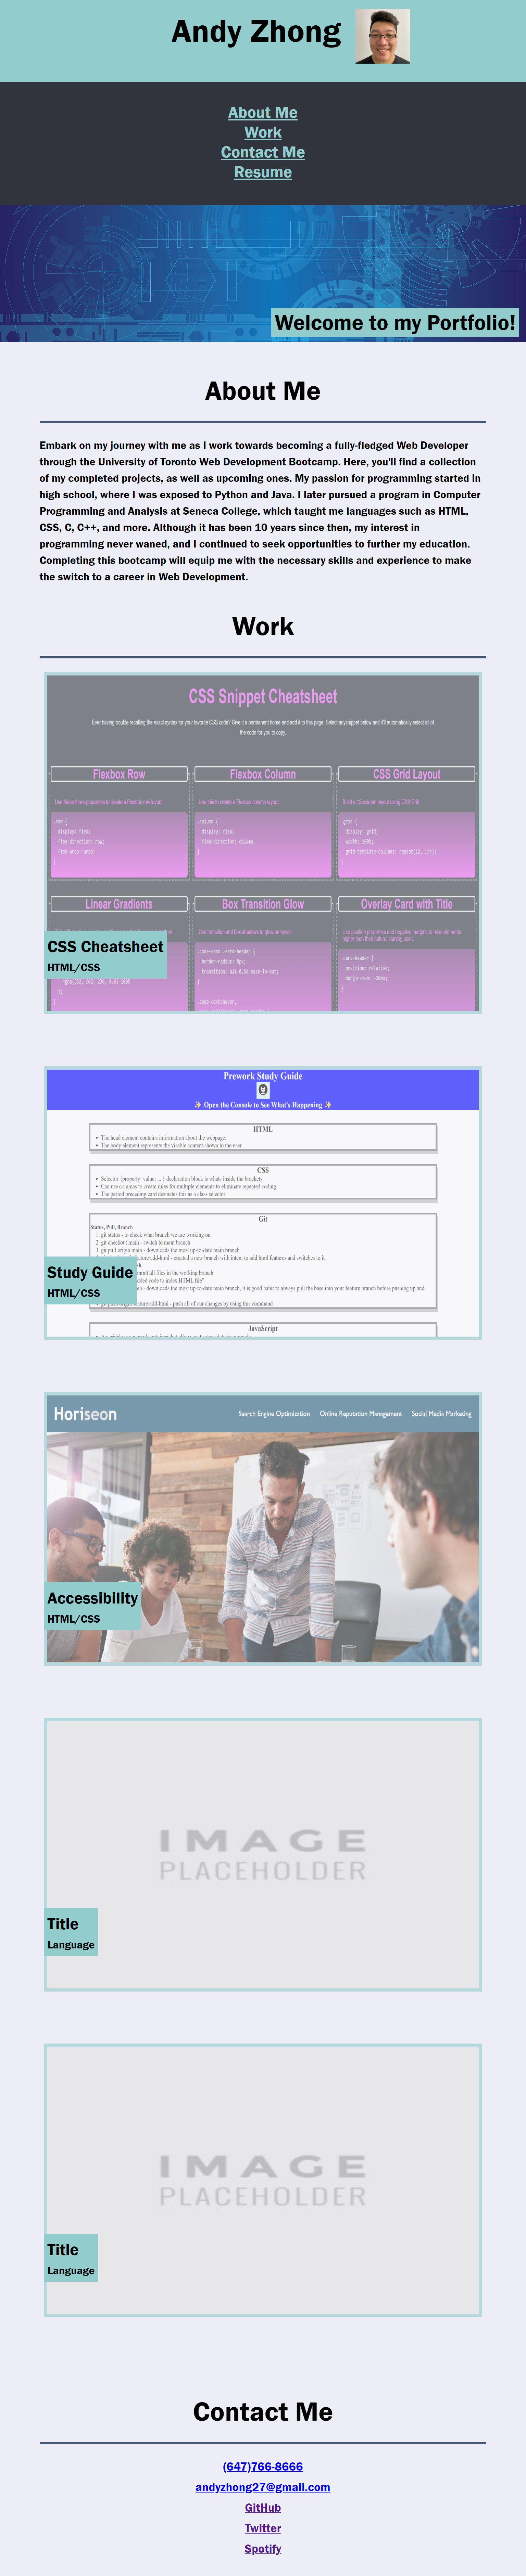 Andy Zhong
About Me
Work
Contact Me
Resume
Welcome to my Portfolio!
About Me
Embark on my journey with me as I work towards becoming a fully-fledged Web Developer
through the University of Toronto Web Development Bootcamp. Here, you'll find a collection
of my completed projects, as well as upcoming ones. My passion for programming started in
high school, where I was exposed to Python and Java. I later pursued a program in Computer
Programming and Analysis at Seneca College, which taught me languages such as HTML,
CSS, C, C++, and more. Although it has been 10 years since then, my interest in
programming never waned, and I continued to seek opportunities to further my education.
Completing this bootcamp will equip me with the necessary skills and experience to make
the switch to a career in Web Development.
Work
CSS Snippet Cheatsheet
Ever having trouble recalling the exact syntax for your favorite CSS code? Give it a permanent home and add it to this page! Select any snippet below and it'll automatically select all of
the code for you to copy.
Flexbox Row
Flexbox Column
CSS Grid Layout
Use these three properties to create a Flexbox row layout.
Use this to create a Flexbox column layout.
Build a 12-column layout using CSS Grid.
.row {
display: flex;
flex-direction: row;
flex-wrap: wrap;
}
.column {
display: flex;
flex-direction: column
}
.grid {
display: grid;
width: 100%;
grid-template-columns: repeat(12, 1fr);
}
Linear Gradients
Box Transition Glow
Overlay Card with Title
Use transition and box shadows to glow on hover.
Use position properties and negative margins to raise elements
higher than their natural starting point.
.code-card .card-header {
border-radius: 8px;
transition: all 0.5s ease-in-out;
}
.code-card:hover,
.card-header {
position: relative;
margin-top: -20px;
}
CSS Cheatsheet
HTML/CSS
Prework Study Guide
✨ Open the Console to See What's Happening ✨
HTML
• The head element contains information about the webpage.
• The body element represents the visable content shown to the user.
CSS
• Selector {property: value; ... } declaration block is whats inside the brackets
• Can use commas to create rules for multiple elements to eliminate repeated coding
• The period preceding card desinates this as a class selector
Git
Status, Pull, Branch
1. git status - to check what branch we are working on
2. git checkout main - switch to main branch
3. git pull origin main - downloads the most up-to-date main branch
feature/add-html - created a new branch with intent to add html features and switches to it
mmit all files in the working branch
dded code to index.HTML file"
n - downloads the most up-to-date main branch, it is good habit to always pull the base into your feature branch before pushing up and
feature/add-html - push all of our changes by using this command
JavaScript
Study Guide
HTML/CSS
Horiseon
Search Engine Optimization
Online Reputation Management
Social Media Marketing
Accessibility
HTML/CSS
IMAGE
PLACEHOLDER
Title
Language
IMAGE
PLACEHOLDER
Title
Language
Contact Me
(647)766-8666
andyzhong27@gmail.com
GitHub
Twitter
Spotify